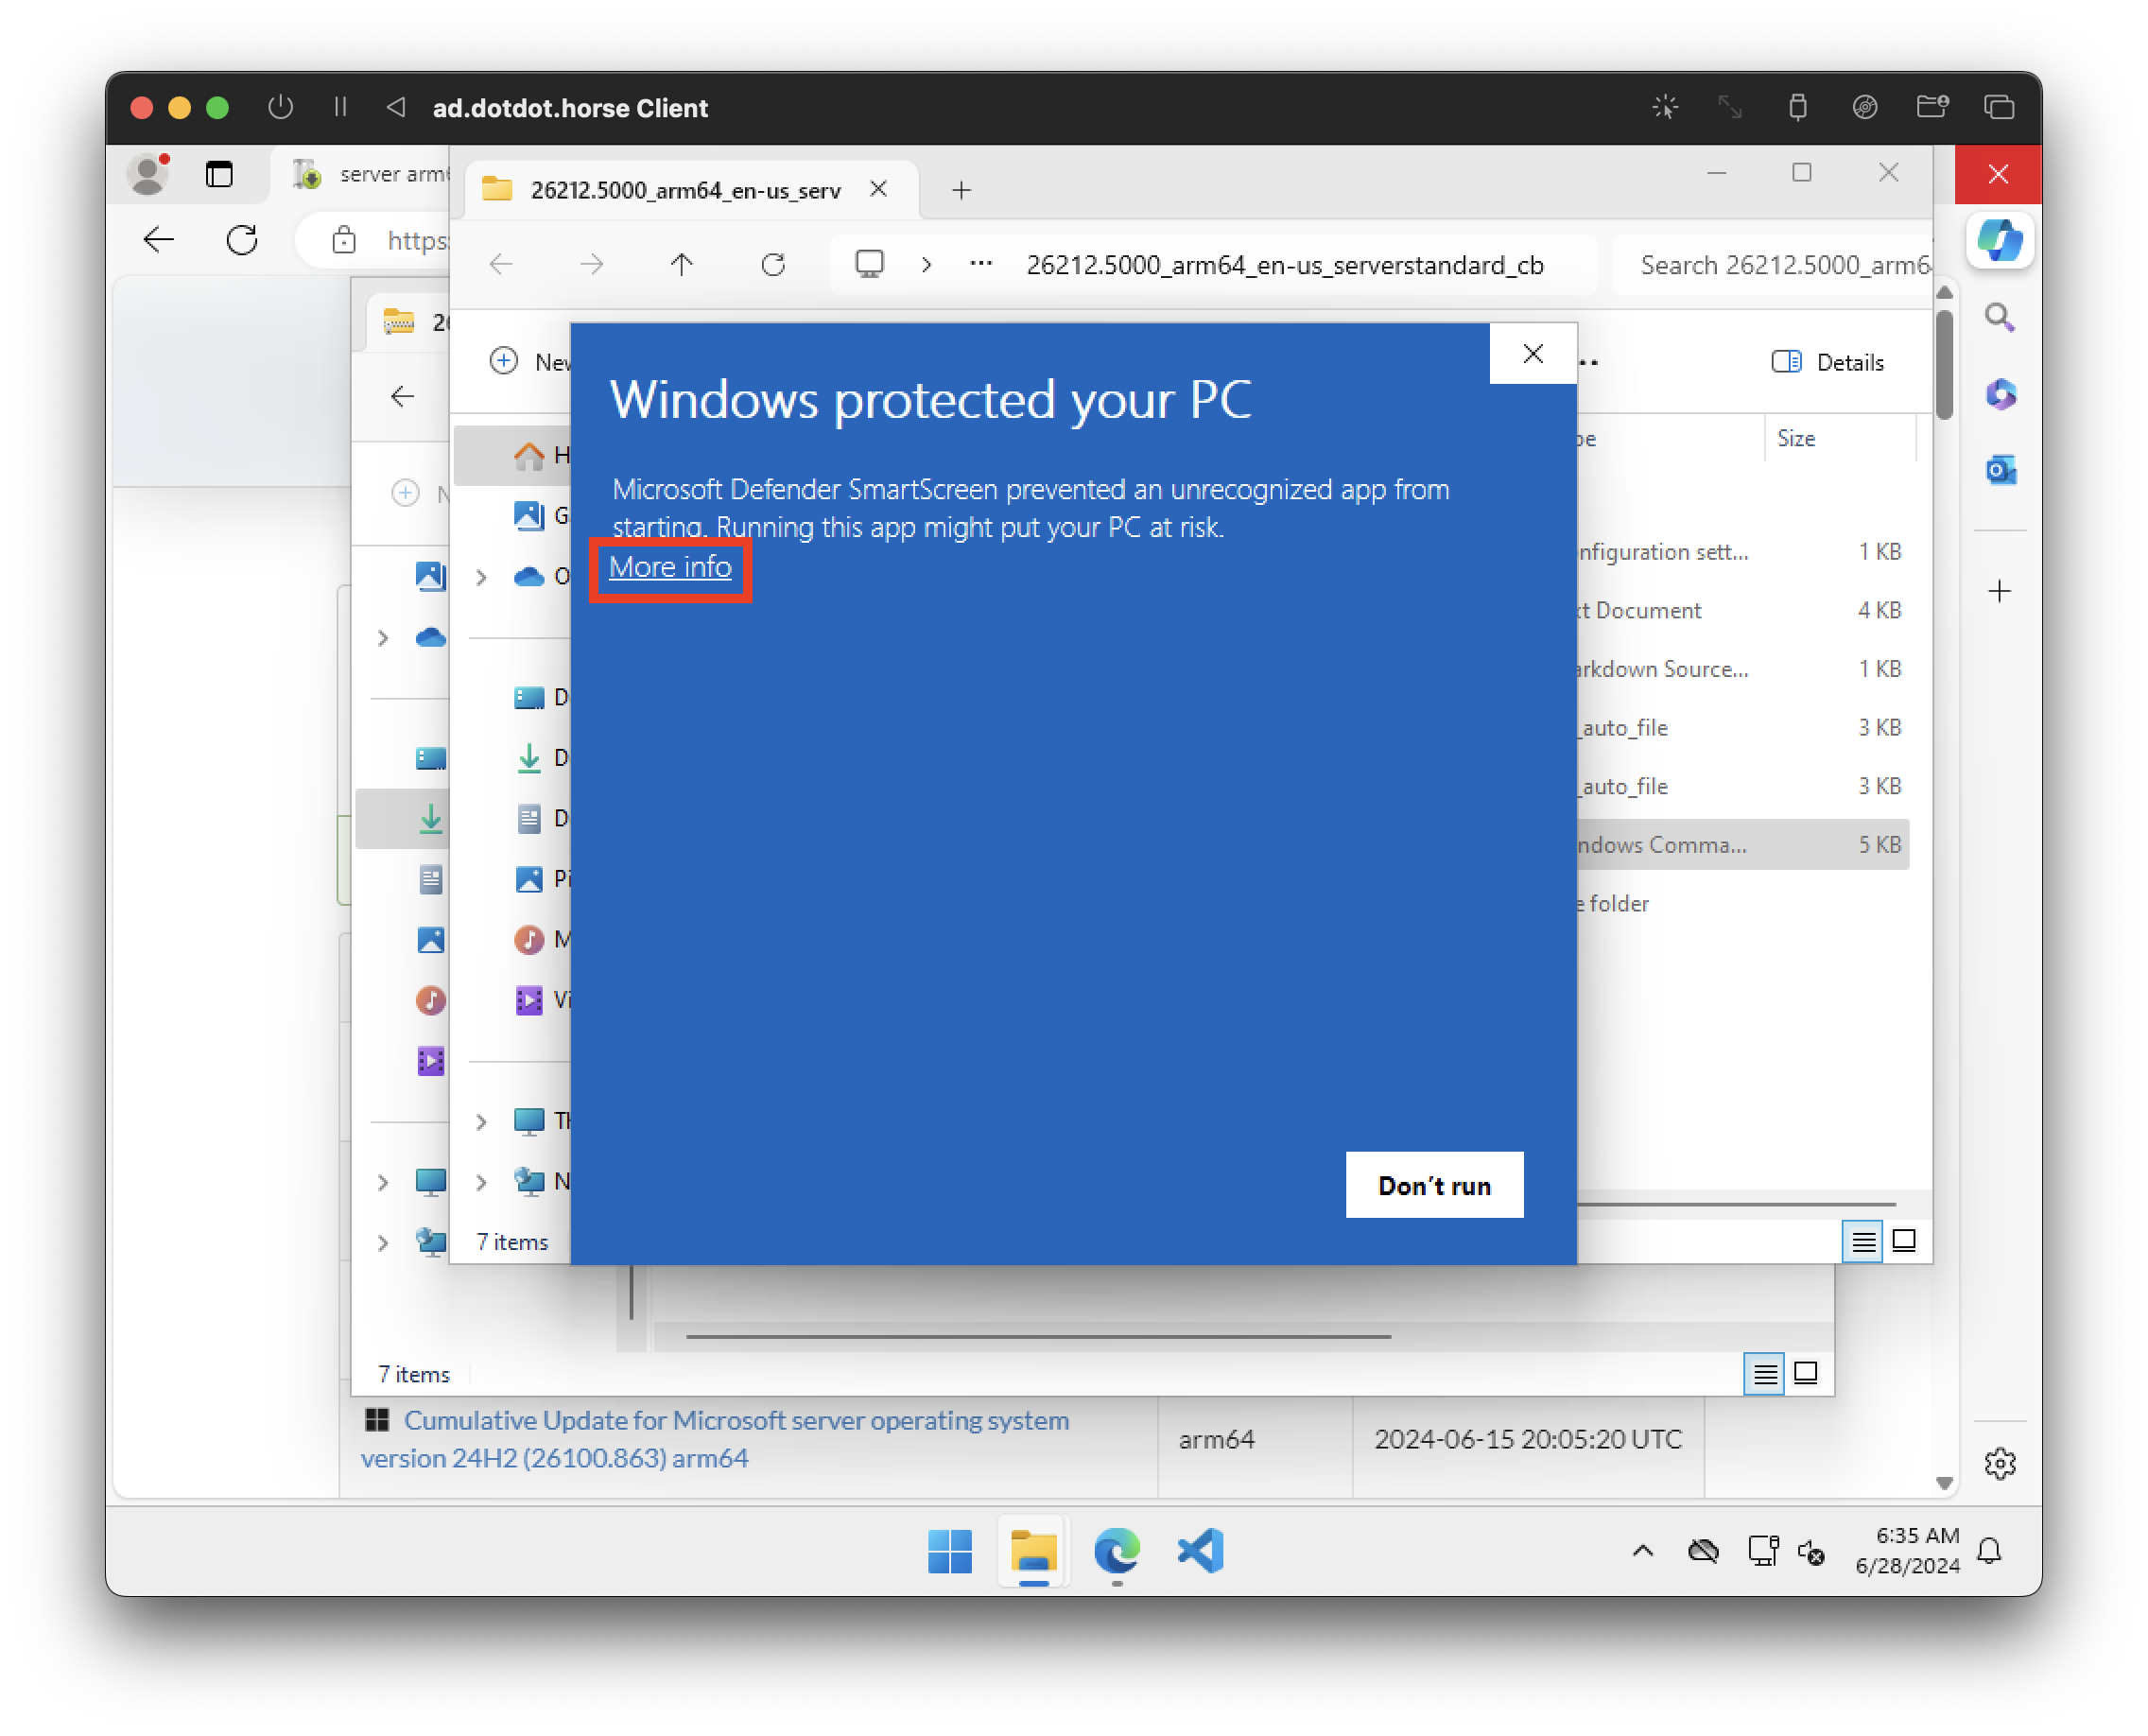 ad.dotdot.horse Client
server arm6
26212.5000_arm64_en-us_serv
https:
26212.5000_arm64_en-us_serverstandard_cb
Search 26212.5000_arm6
New
Details
Windows protected your PC
Size
Microsoft Defender SmartScreen prevented an unrecognized app from
starting. Running this app might put your PC at risk.
More info
nfiguration sett... 1 KB
xt Document 4 KB
arkdown Source... 1 KB
_auto_file 3 KB
_auto_file 3 KB
ndows Comma... 5 KB
e folder
Don't run
7 items
7 items
Cumulative Update for Microsoft server operating system
version 24H2 (26100.863) arm64
arm64
2024-06-15 20:05:20 UTC
6:35 AM
6/28/2024